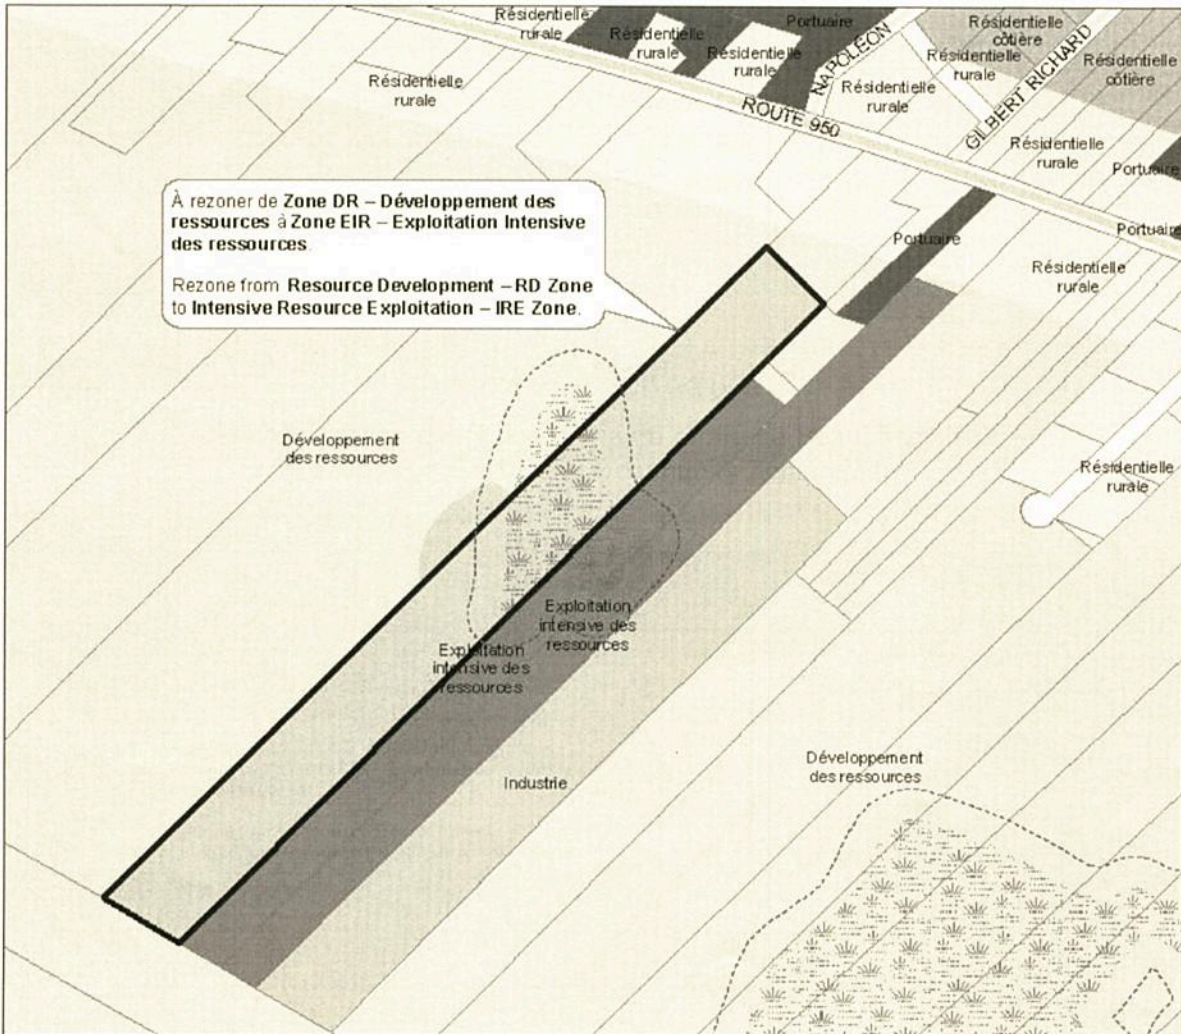 Résidentielle
rurale
Résidentielle
rurale
Résidentielle
rurale
Portuaire
NAPOLÉON
Résidentielle
côtière
Résidentielle
rurale
GILBERT RICHARD
Résidentielle
côtière
Résidentielle
rurale
Résidentielle
rurale
ROUTE 950
Résidentielle
rurale
Portuaire
Portuaire
Portuaire
Résidentielle
rurale
À rezoner de Zone DR – Développement des
ressources à Zone EIR – Exploitation Intensive
des ressources.
Rezone from Resource Development – RD Zone
to Intensive Resource Exploitation – IRE Zone.
Développement
des ressources
Résidentielle
rurale
Exploitation
intensive des
ressources
Exploitation
intensive des
ressources
Industrie
Développement
des ressources